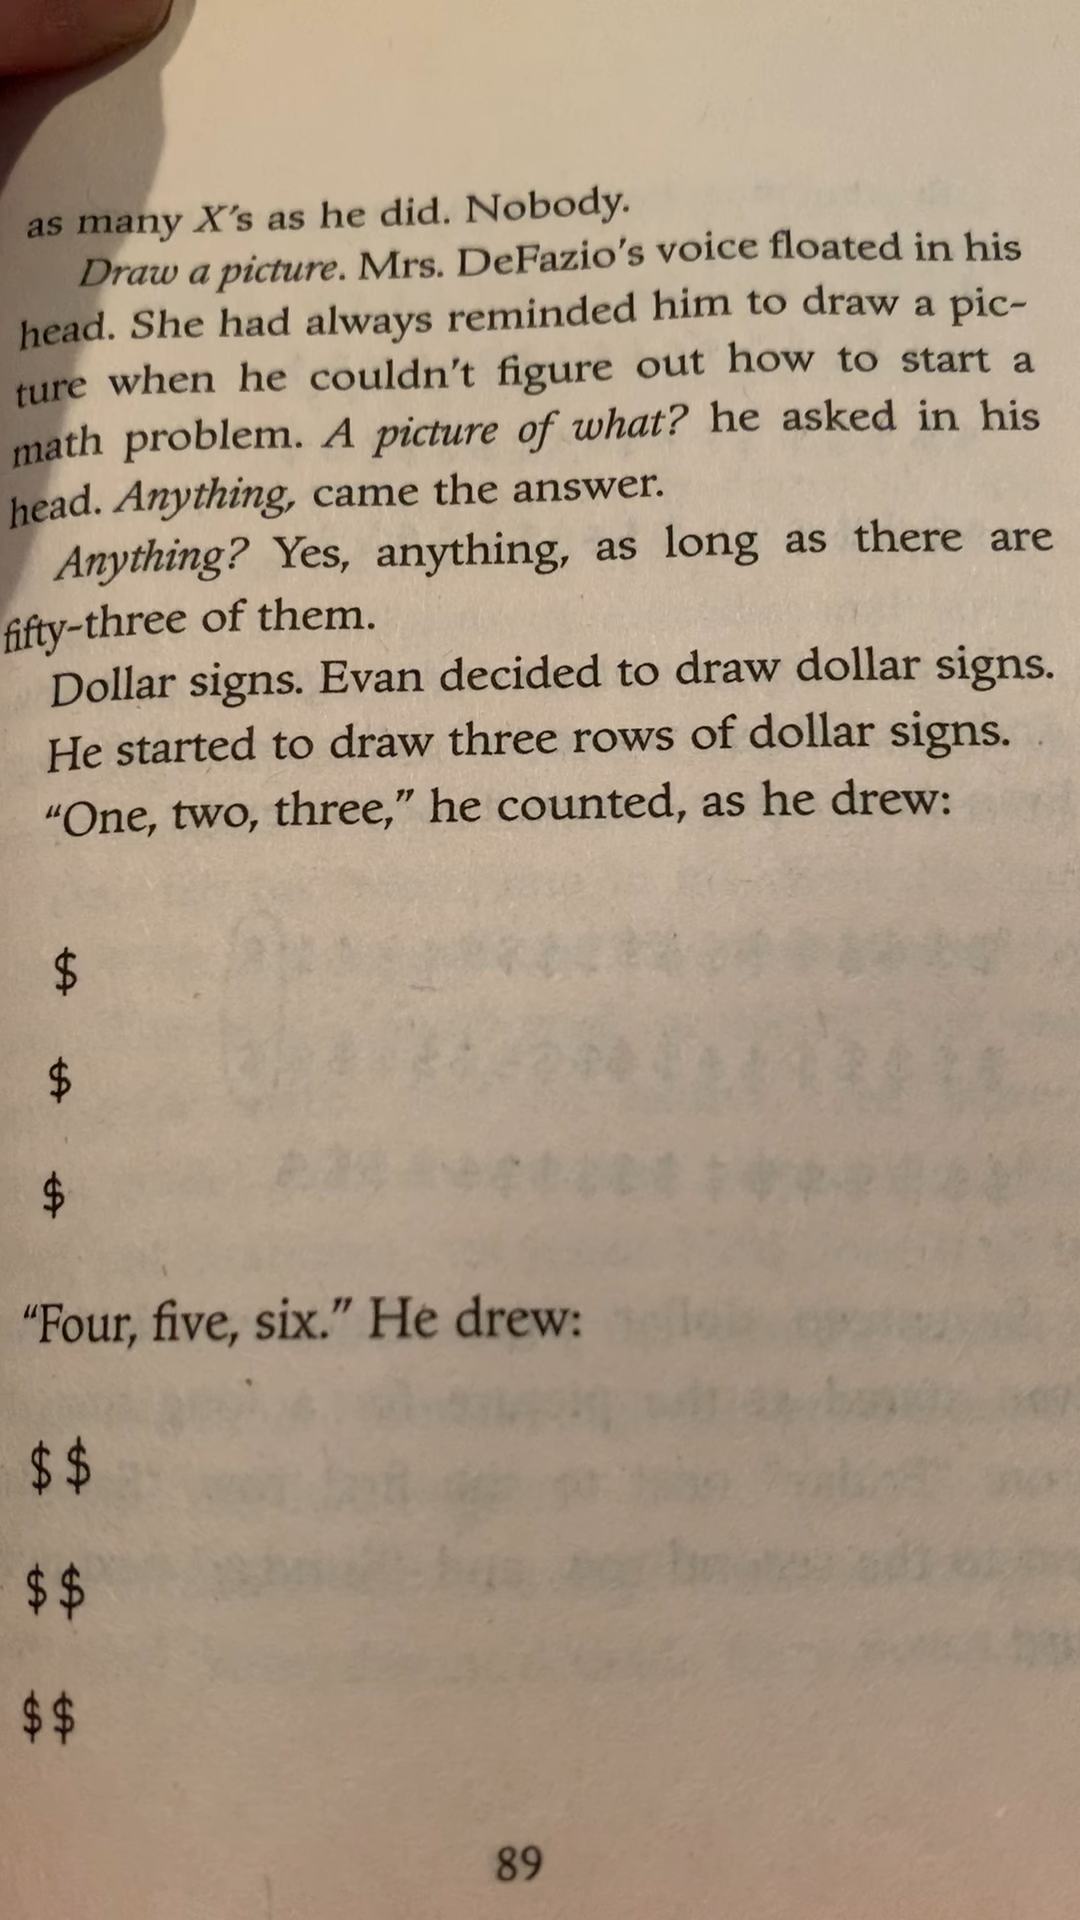 as many X's as he did. Nobody.
Draw a picture. Mrs. DeFazio's voice floated in his
head. She had always reminded him to draw a pic-
ture when he couldn't figure out how to start a
math problem. A picture of what? he asked in his
head. Anything, came the answer.
Anything? Yes, anything, as long as there are
fifty-three of them.
Dollar signs. Evan decided to draw dollar signs.
He started to draw three rows of dollar signs.
“One, two, three,” he counted, as he drew:
$
$
$
“Four, five, six.” He drew:
$$
$$
$$
89